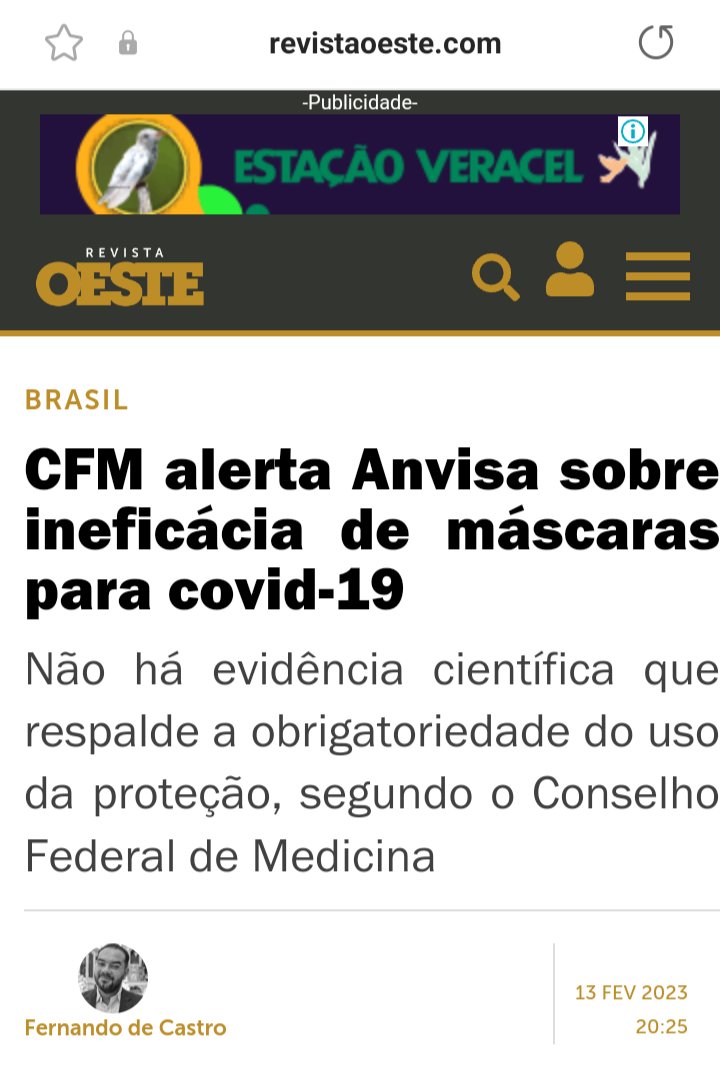 revistaoeste.com
-Publicidade-
ESTAÇÃO VERACEL
REVISTA
OESTE
BRASIL
CFM alerta Anvisa sobre
ineficácia de máscaras
para covid-19
Não há evidência científica que
respalde a obrigatoriedade do uso
da proteção, segundo o Conselho
Federal de Medicina
Fernando de Castro
13 FEV 2023
20:25